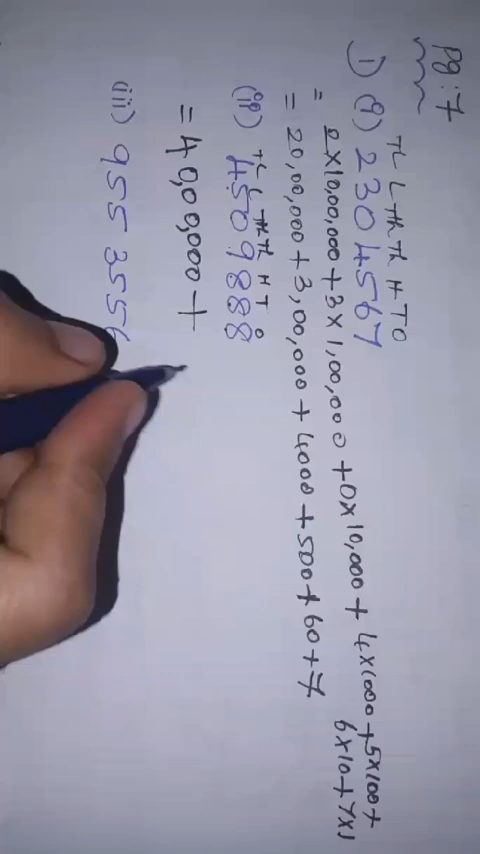 pg:7
TL L TTh Th H T O
1) (i) 2304567
= 2×10,00,000 + 3×1,00,000 + 0×10,000 + 4×1000 + 5×100 +
6×10 + 7×1
= 20,00,000 + 3,00,000 + 4000 + 500 + 60 + 7
TL L TTh Th H T O
(ii) 4509888
= 40,00,000 +
(iii) 9553556